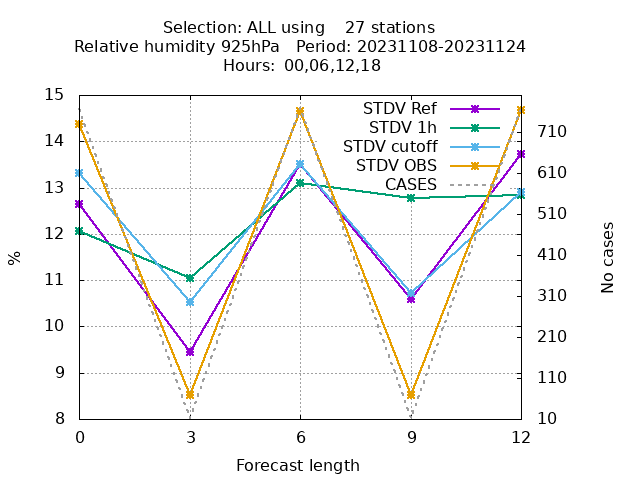 Selection: ALL using    27 stations
Relative humidity 925hPa   Period: 20231108-20231124
Hours: 00,06,12,18
STDV Ref
STDV 1h
STDV cutoff
STDV OBS
CASES
15
14
13
12
11
10
9
8
%
710
610
510
410
310
210
110
10
No cases
0 3 6 9 12
Forecast length